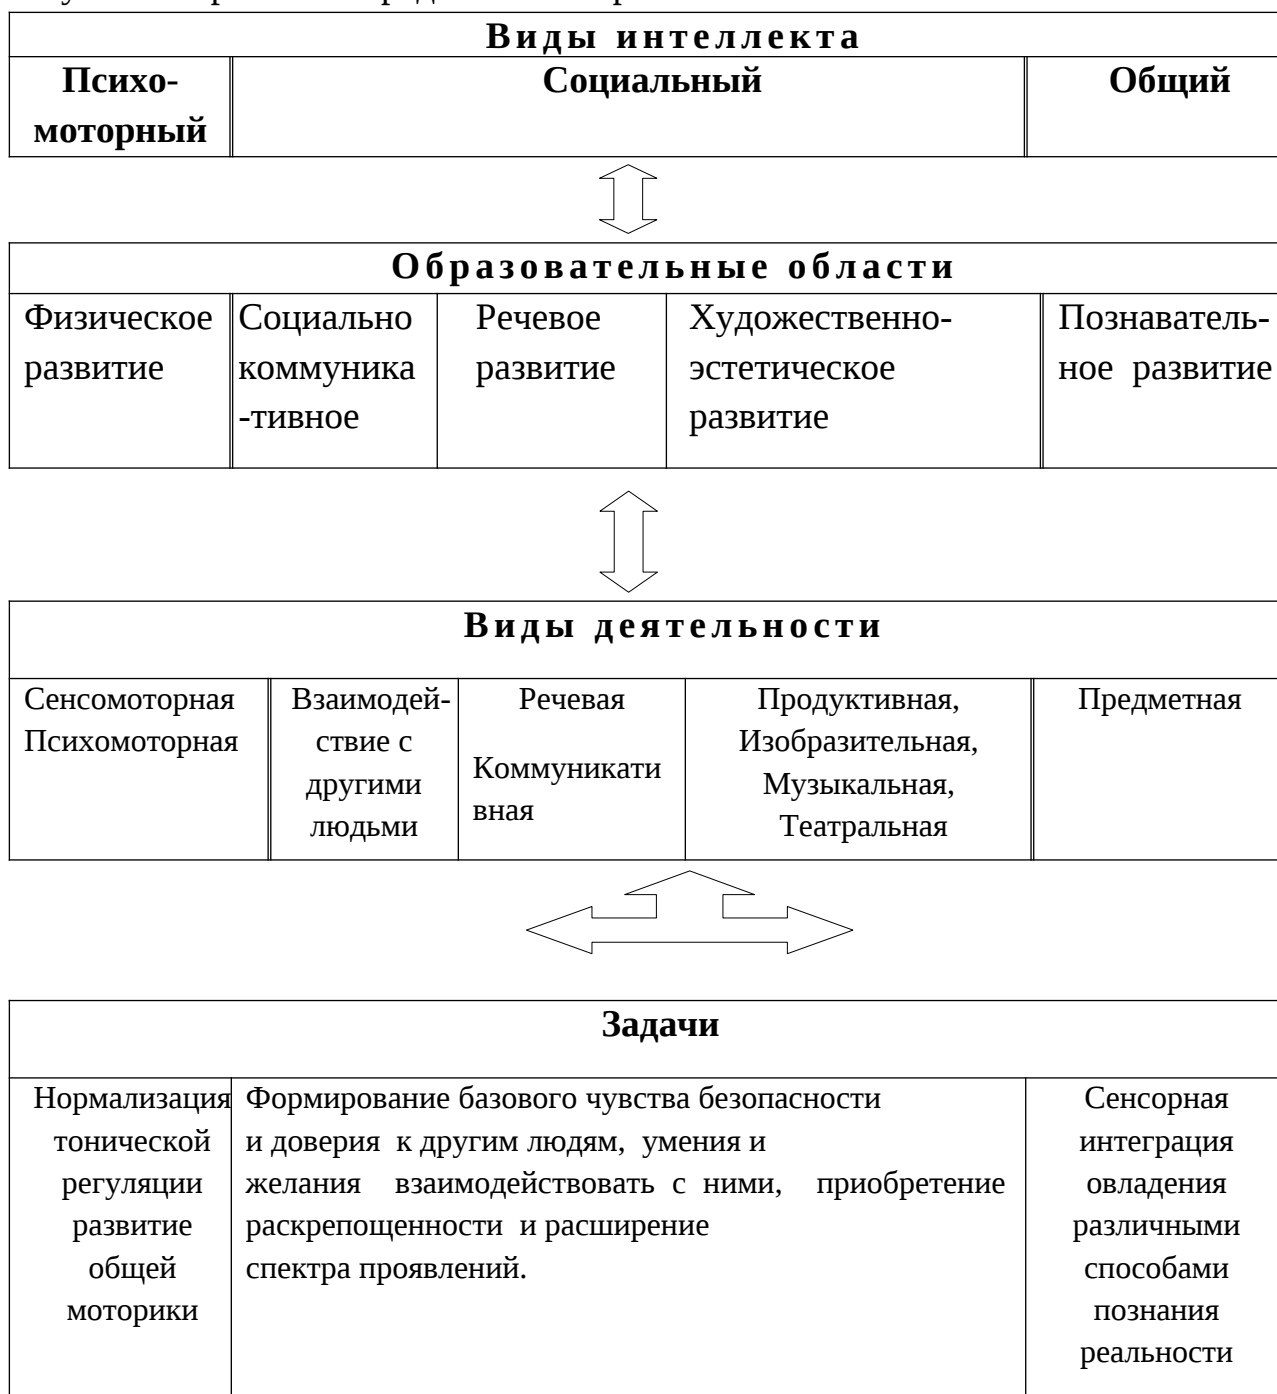 Виды интеллекта
Психо-
моторный
Социальный
Общий
Образовательные области
Физическое
развитие
Социально
коммуника
-тивное
Речевое
развитие
Художественно-
эстетическое
развитие
Познаватель-
ное развитие
Виды деятельности
Сенсомоторная
Психомоторная
Взаимодей-
ствие с
другими
людьми
Речевая
Коммуникати
вная
Продуктивная,
Изобразительная,
Музыкальная,
Театральная
Предметная
Задачи
Нормализация
тонической
регуляции
развитие
общей
моторики
Формирование базового чувства безопасности
и доверия к другим людям, умения и
желания взаимодействовать с ними, приобретение
раскрепощенности и расширение
спектра проявлений.
Сенсорная
интеграция
овладения
различными
способами
познания
реальности